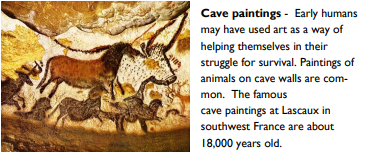 Cave paintings - Early humans
may have used art as a way of
helping themselves in their
struggle for survival. Paintings of
animals on cave walls are com-
mon. The famous
cave paintings at Lascaux in
southwest France are about
18,000 years old.